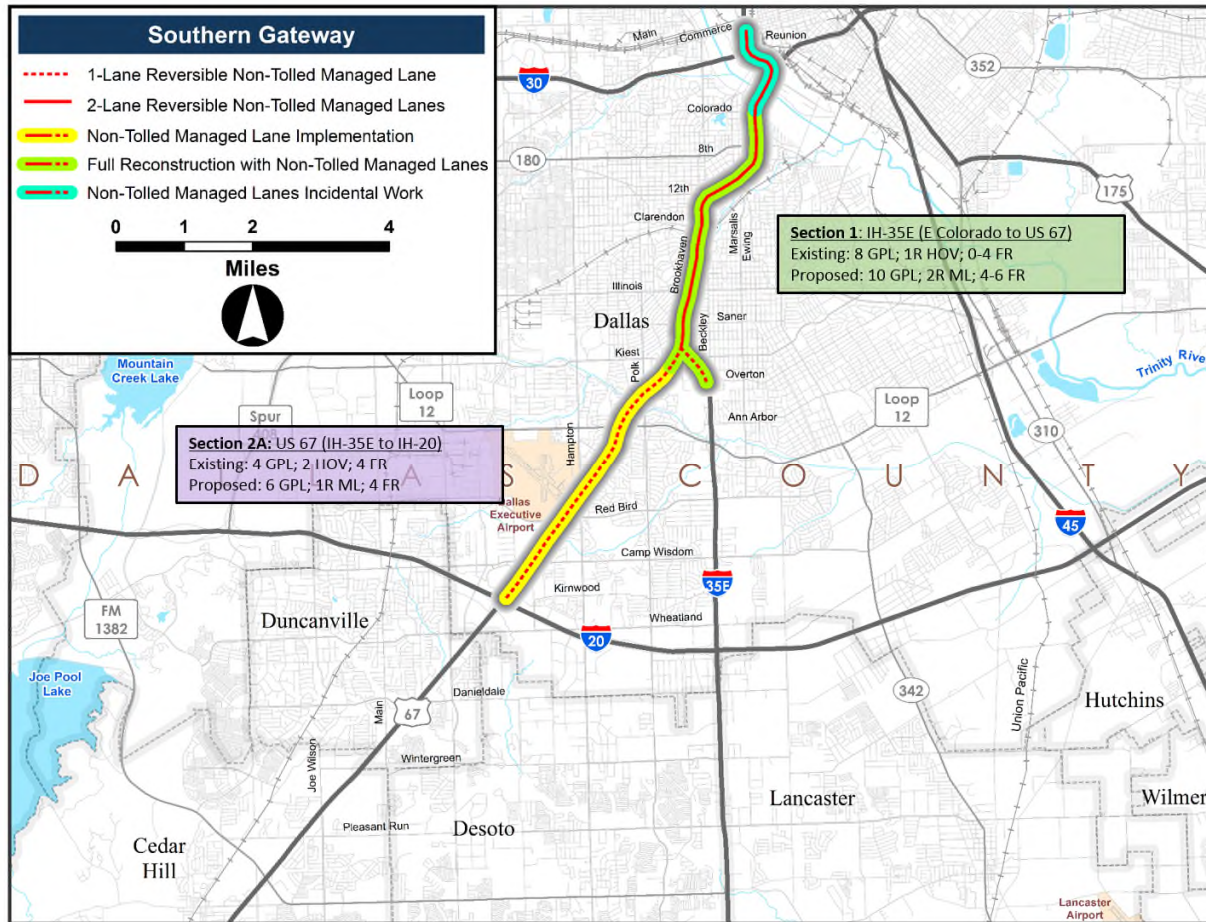 Southern Gateway
1-Lane Reversible Non-Tolled Managed Lane
2-Lane Reversible Non-Tolled Managed Lanes
Non-Tolled Managed Lane Implementation
Full Reconstruction with Non-Tolled Managed Lanes
Non-Tolled Managed Lanes Incidental Work
0 2 4
Miles
Main
Commerce
Reunion
30
352
Colorado
8th
180
12th
175
Clarendon
Marsalis
Ewing
Brookhaven
Section 1: IH-35E (E Colorado to US 67)
Existing: 8 GPL; 1R HOV; 0-4 FR
Proposed: 10 GPL; 2R ML; 4-6 FR
Illinois
Dallas
Saner
Beckley
Kiest
Polk
Overton
Mountain
Creek Lake
Trinity River
Loop
12
Ann Arbor
Loop
12
Spur
408
310
Hampton
Section 2A: US 67 (IH-35E to IH-20)
Existing: 4 GPL; 2 HOV; 4 FR
Proposed: 6 GPL; 1R ML; 4 FR
DALLAS COUNTY
Dallas
Executive
Airport
Red Bird
45
Camp Wisdom
Kirnwood
35E
FM
1382
Duncanville
Wheatland
20
Joe Pool
Lake
Danieldale
342
Union Pacific
Hutchins
Main
67
Joe Wilson
Wintergreen
Lancaster
Wilmer
Pleasant Run
Desoto
Cedar
Hill
Lancaster
Airport